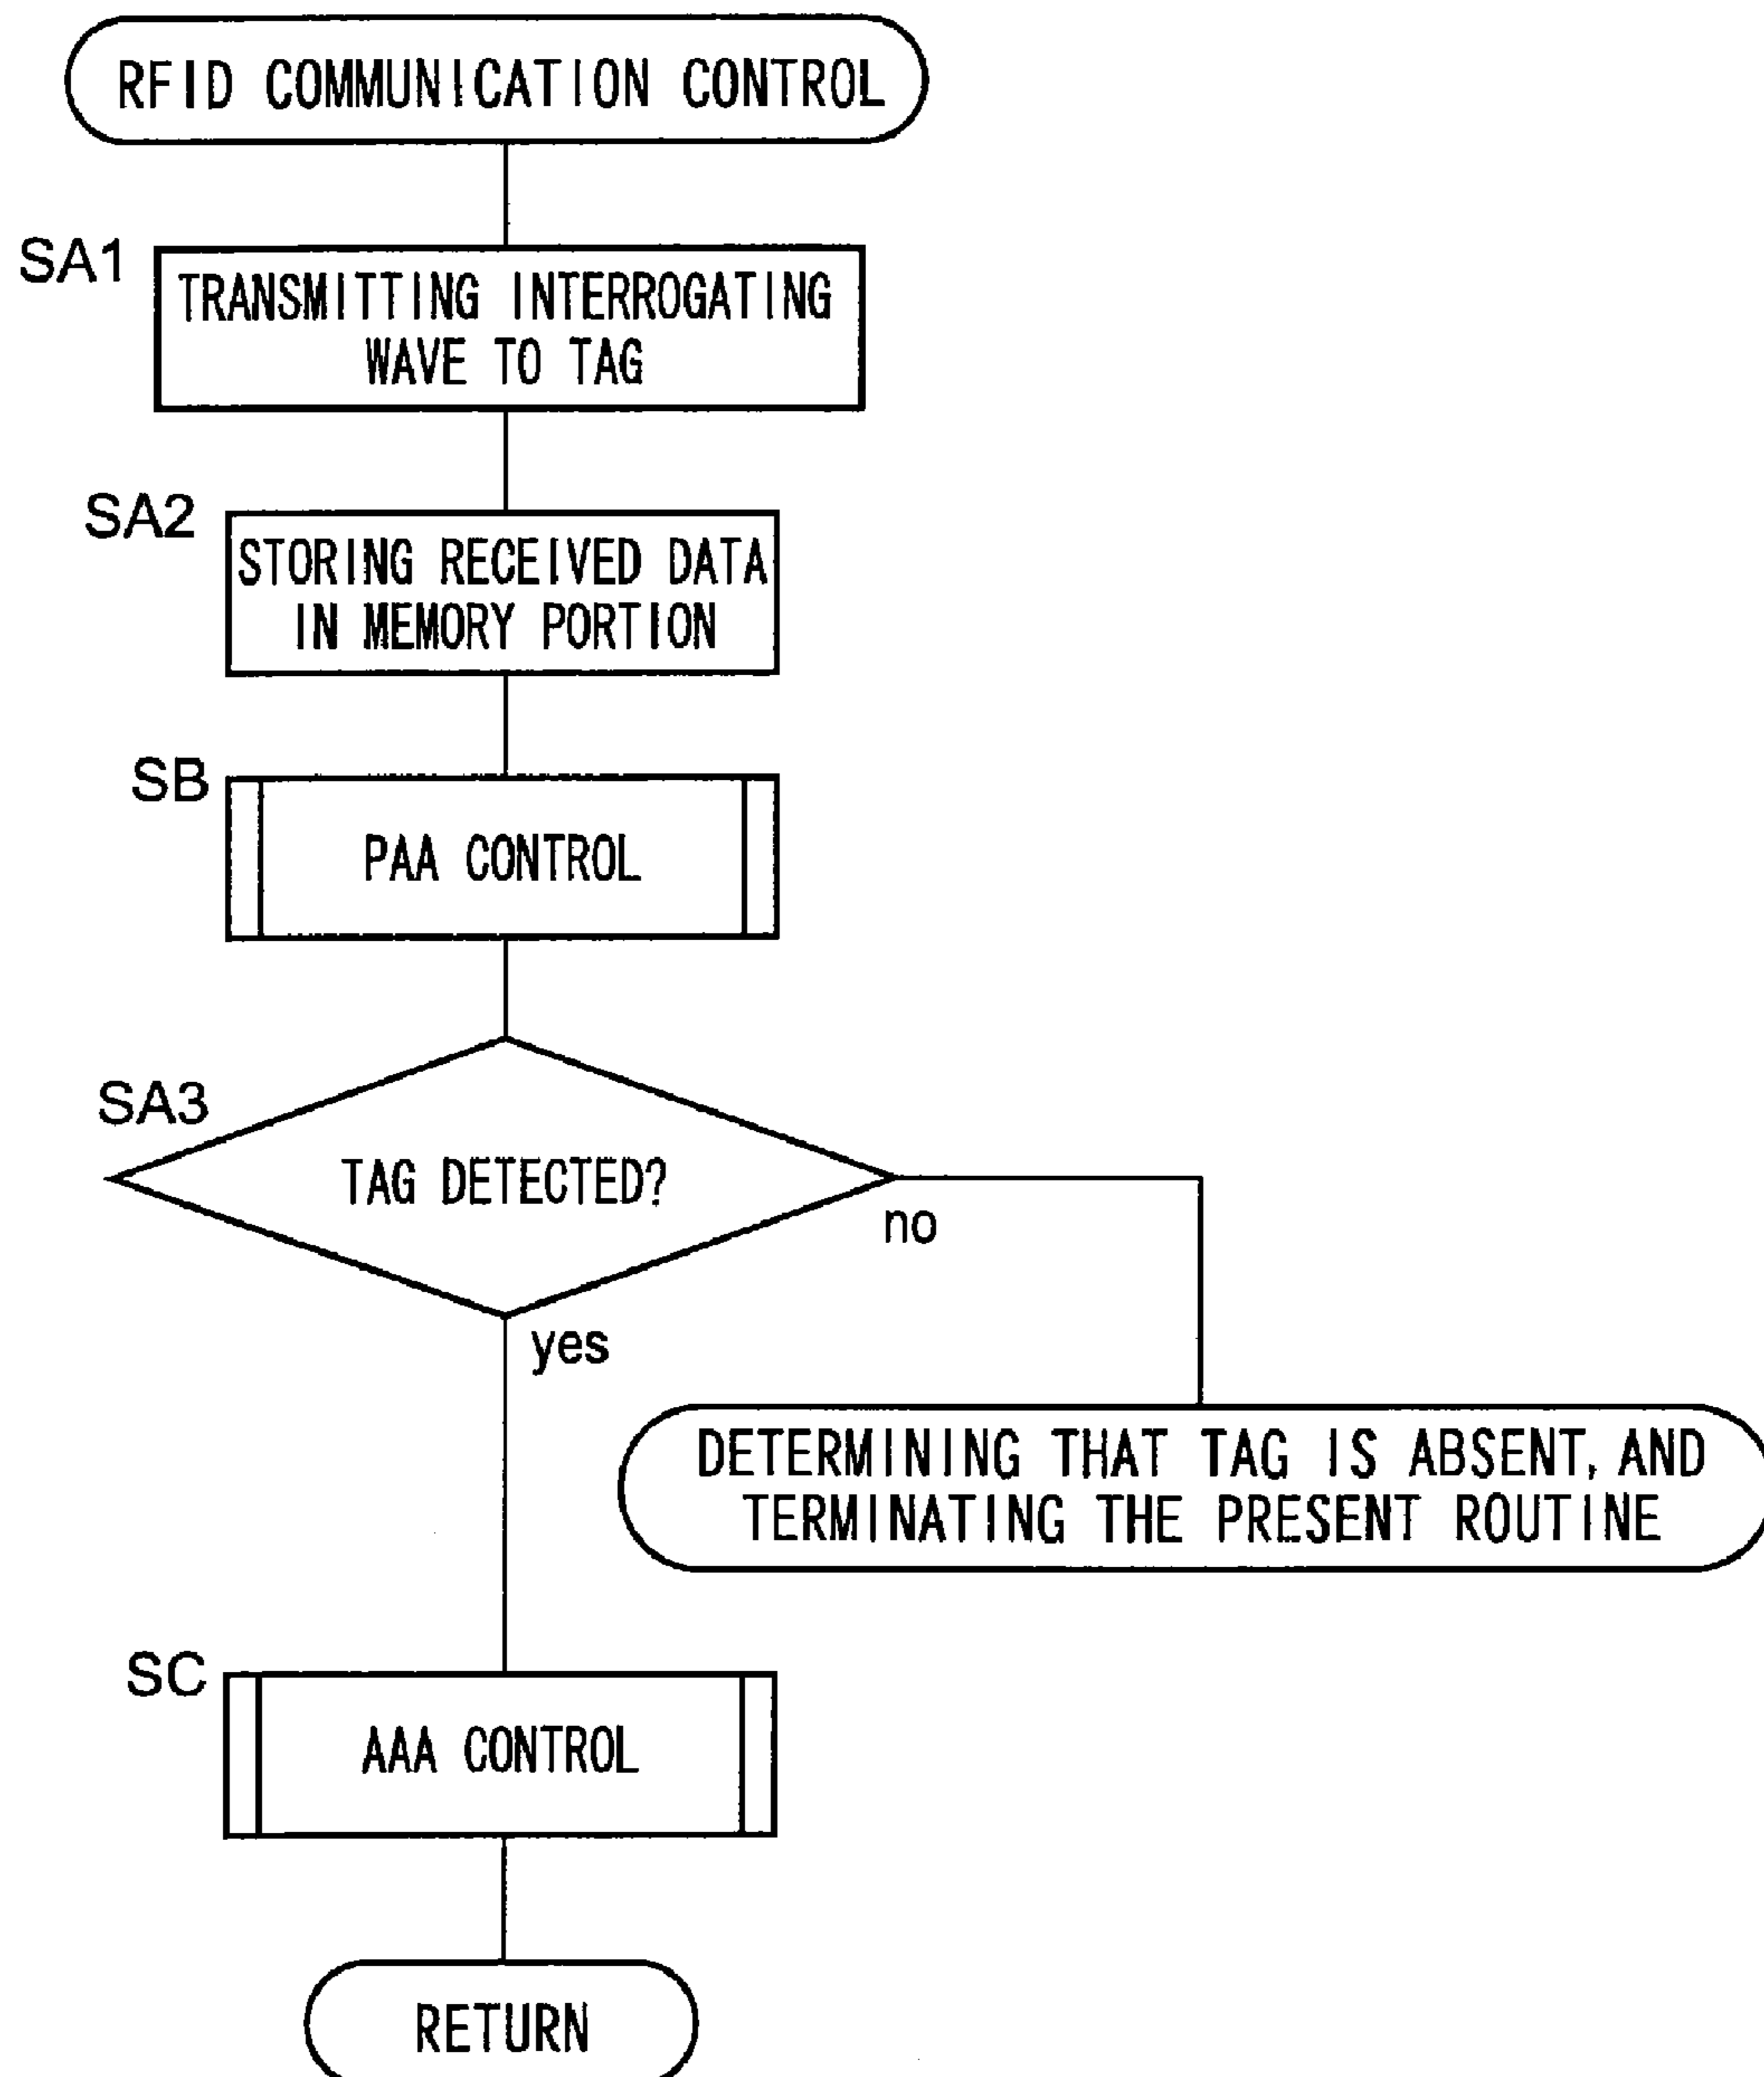 RFID COMMUNICATION CONTROL
SA1
TRANSMITTING INTERROGATING
WAVE TO TAG
SA2
STORING RECEIVED DATA
IN MEMORY PORTION
SB
PAA CONTROL
SA3
TAG DETECTED?
no
yes
DETERMINING THAT TAG IS ABSENT, AND
TERMINATING THE PRESENT ROUTINE
SC
AAA CONTROL
RETURN